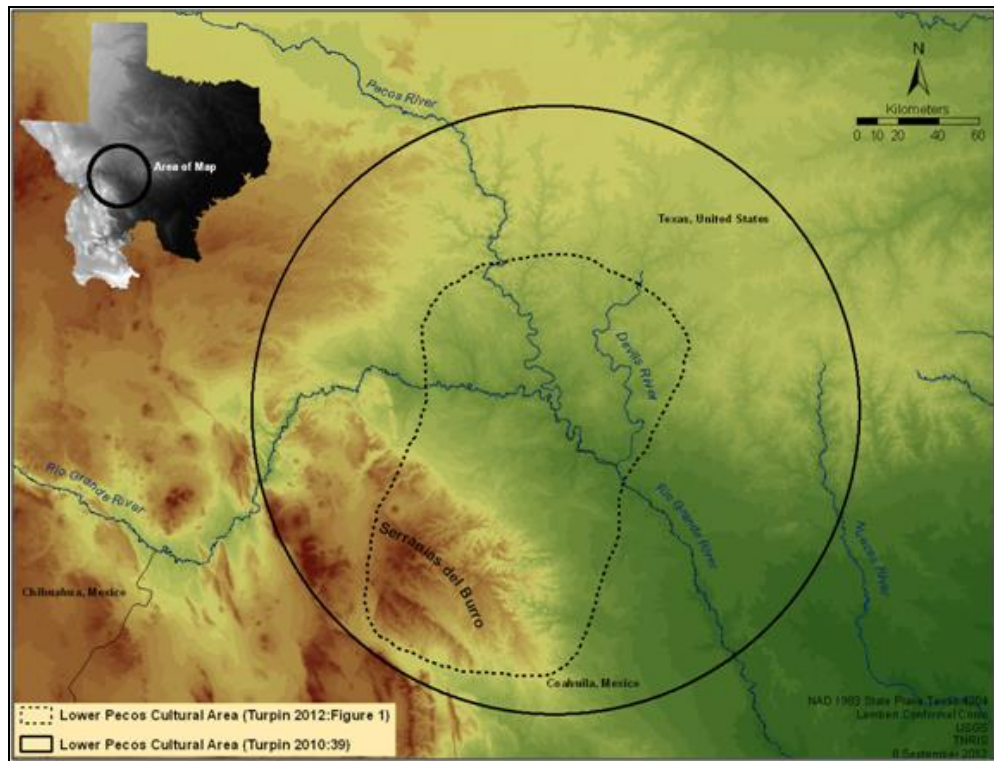 Pecos River
N
Kilometers
0 10 20 40 60
Area of Map
Texas, United States
Devils River
Rio Grande River
Rio Grande River
Serranias del Burro
Nueces River
Chihuahua, Mexico
Coahuila, Mexico
NAD 1983 State Plane Texas 4204
Lambert Conformal Conic
USGS
TNRIS
Lower Pecos Cultural Area (Turpin 2012:Figure 1)
Lower Pecos Cultural Area (Turpin 2010:39)